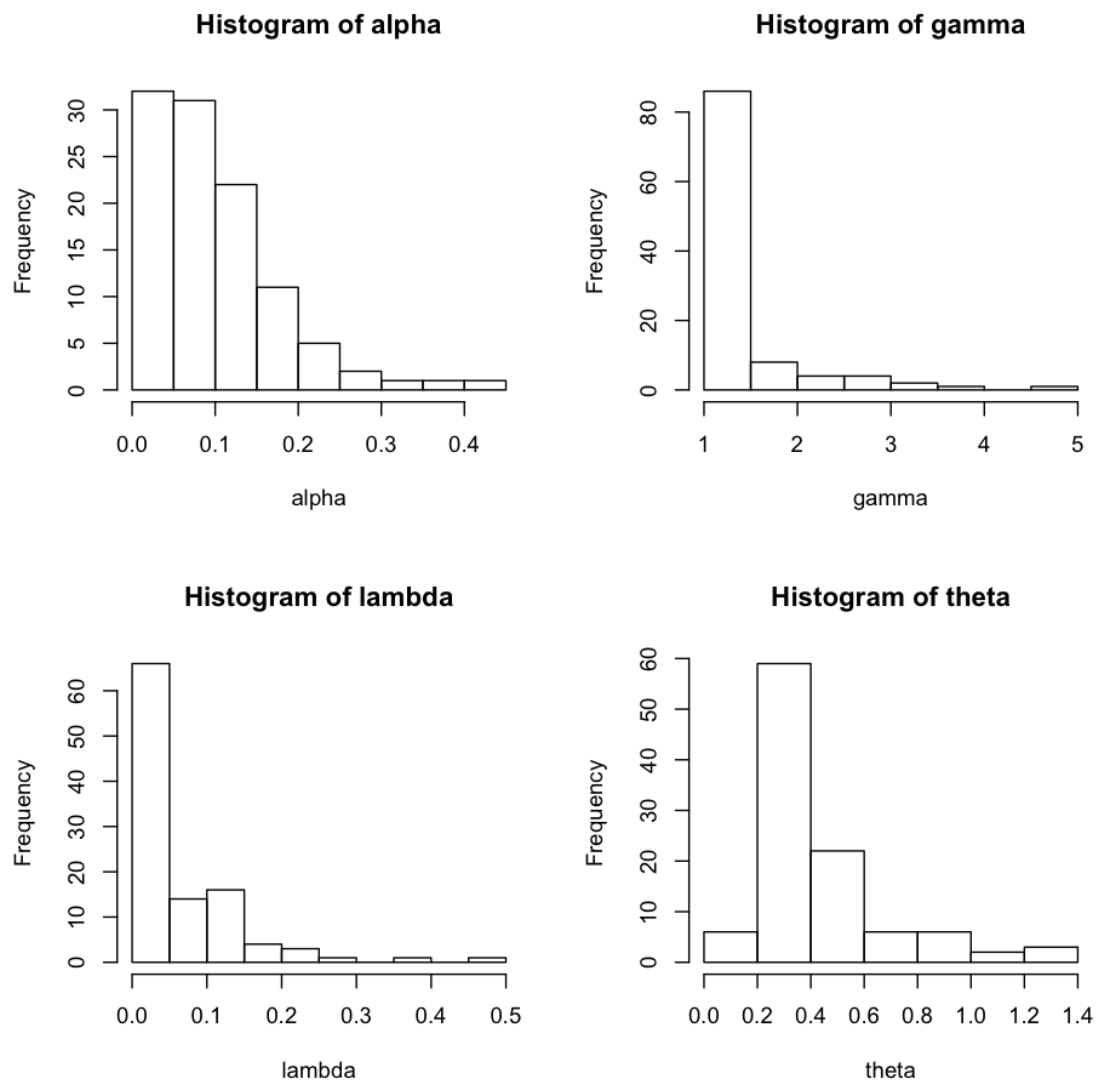 Histogram of alpha
Frequency
0 5 10 15 20 25 30
0.0 0.1 0.2 0.3 0.4
alpha
Histogram of gamma
Frequency
0 20 40 60 80
1 2 3 4 5
gamma
Histogram of lambda
Frequency
0 10 20 30 40 50 60
0.0 0.1 0.2 0.3 0.4 0.5
lambda
Histogram of theta
Frequency
0 10 20 30 40 50 60
0.0 0.2 0.4 0.6 0.8 1.0 1.2 1.4
theta